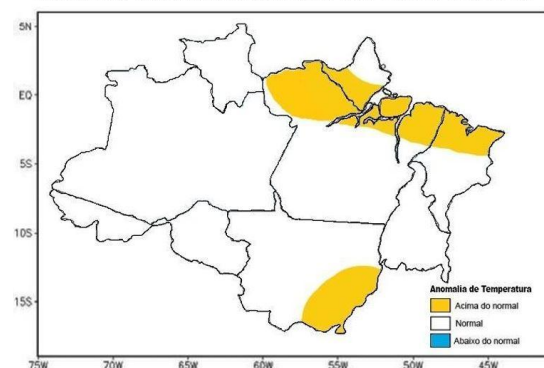 5N
EQ
5S
10S
15S
Anomalia de Temperatura
Acima do normal
Normal
Abaixo do normal
75W 70W 65W 60W 55W 50W 45W